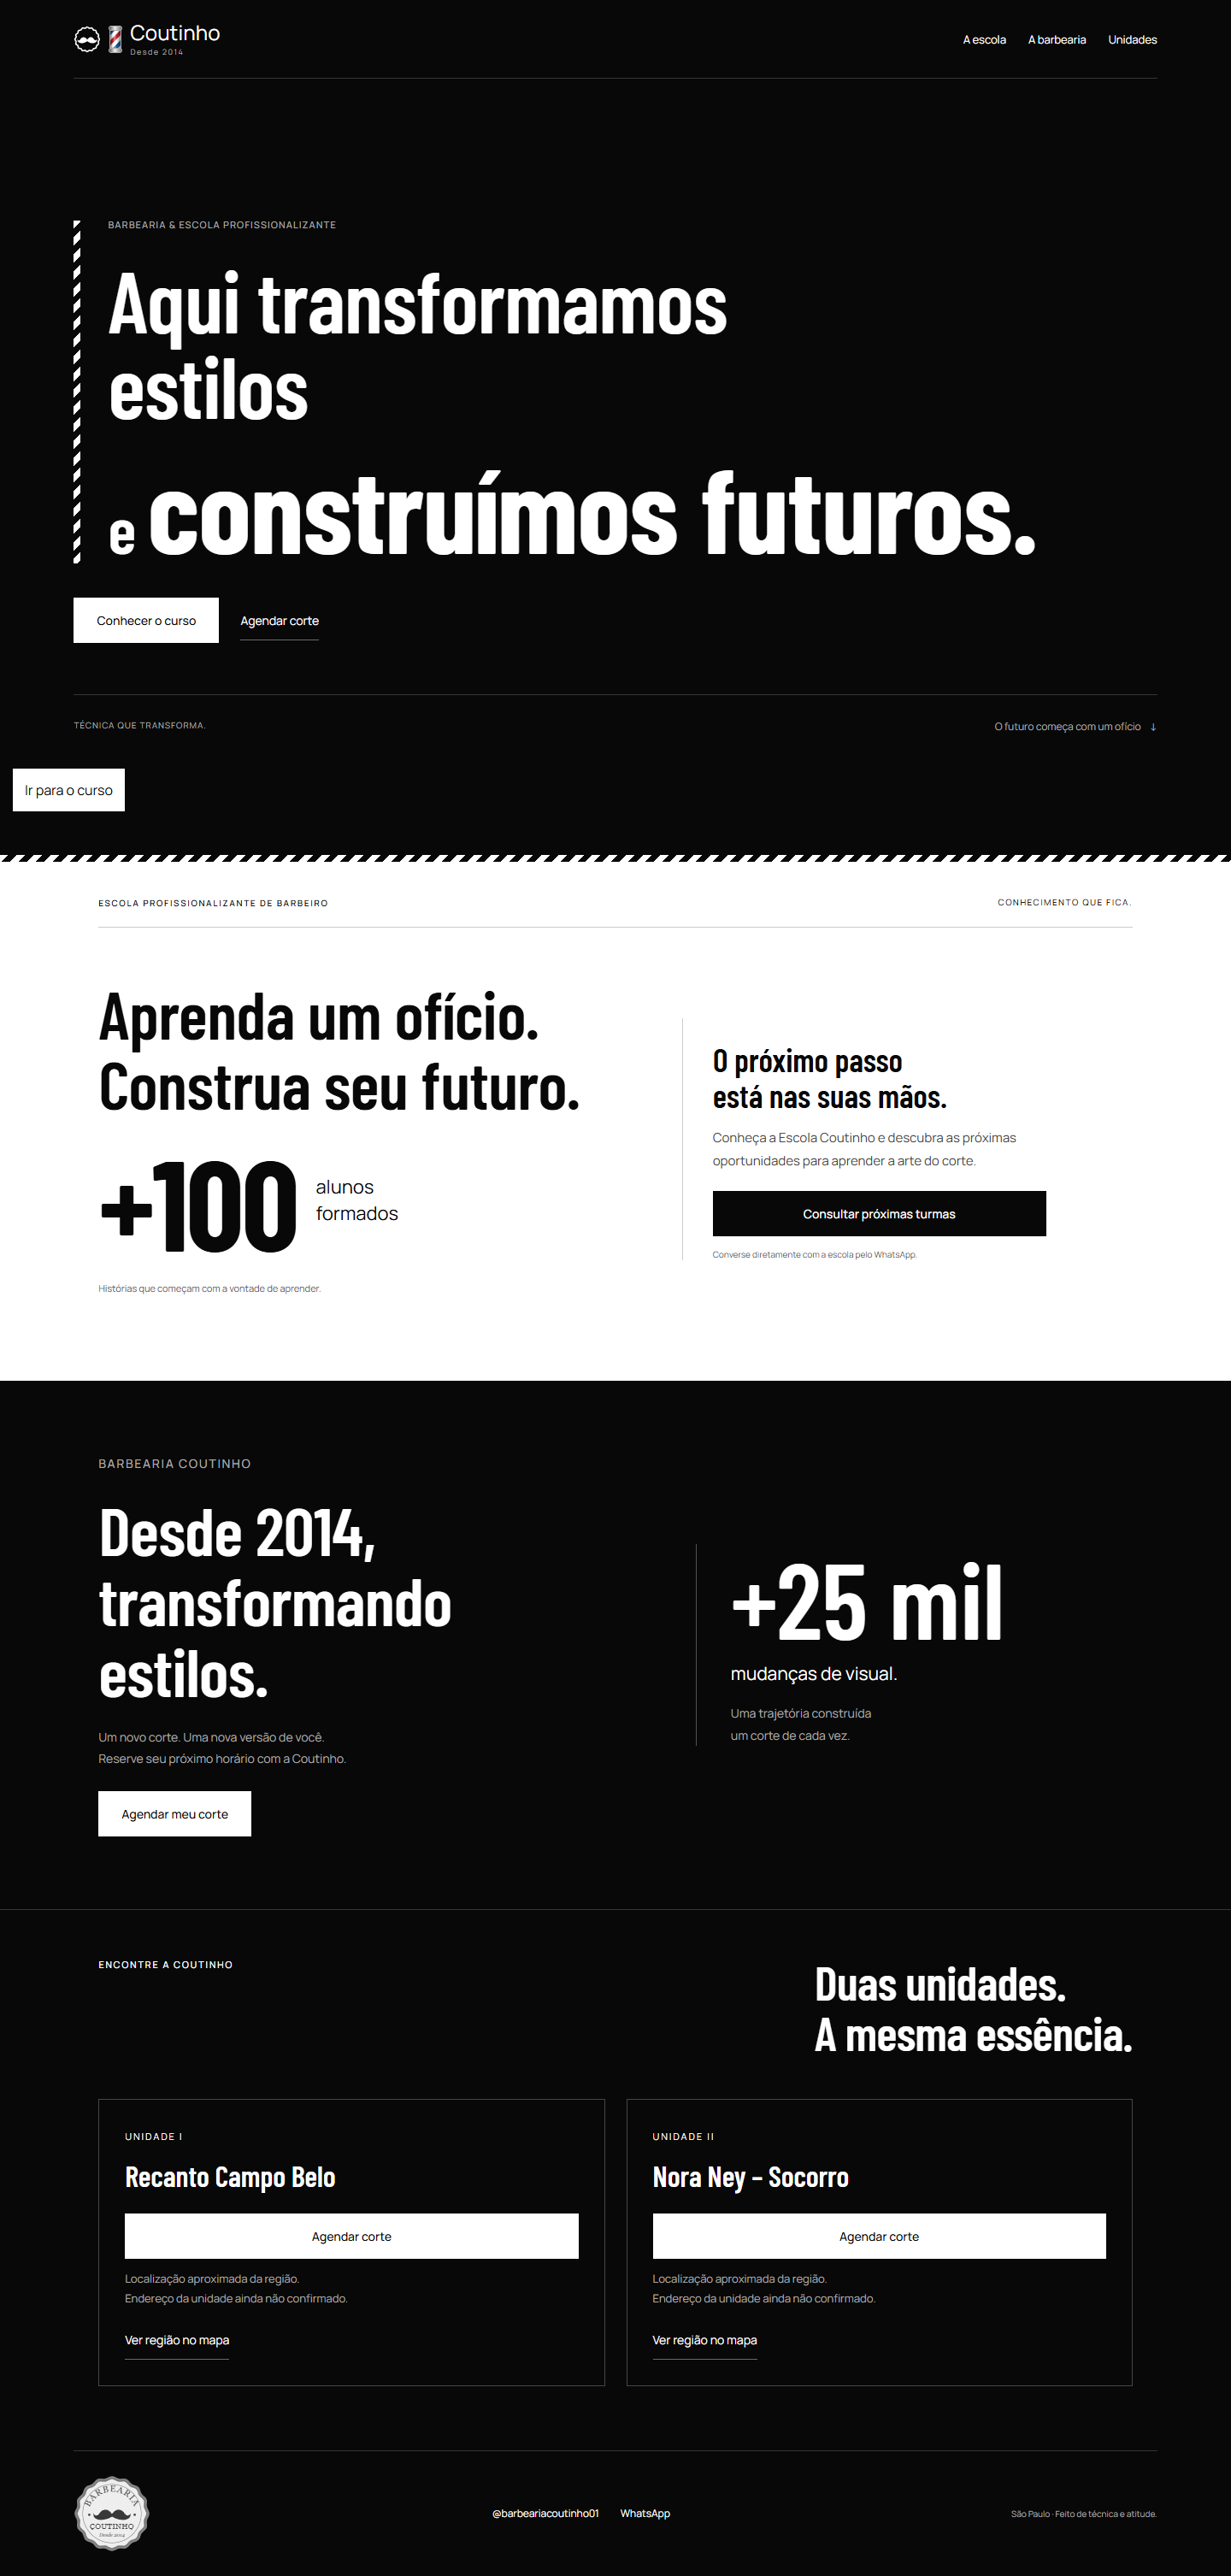 Coutinho
Desde 2014
A escola
A barbearia
Unidades
BARBEARIA & ESCOLA PROFISSIONALIZANTE
Aqui transformamos
estilos
e construímos futuros.
Conhecer o curso
Agendar corte
TÉCNICA QUE TRANSFORMA.
O futuro começa com um ofício ↓
Ir para o curso
ESCOLA PROFISSIONALIZANTE DE BARBEIRO
CONHECIMENTO QUE FICA.
Aprenda um ofício.
Construa seu futuro.
+100
alunos
formados
Histórias que começam com a vontade de aprender.
O próximo passo
está nas suas mãos.
Conheça a Escola Coutinho e descubra as próximas
oportunidades para aprender a arte do corte.
Consultar próximas turmas
Converse diretamente com a escola pelo WhatsApp.
BARBEARIA COUTINHO
Desde 2014,
transformando
estilos.
Um novo corte. Uma nova versão de você.
Reserve seu próximo horário com a Coutinho.
Agendar meu corte
+25 mil
mudanças de visual.
Uma trajetória construída
um corte de cada vez.
ENCONTRE A COUTINHO
Duas unidades.
A mesma essência.
UNIDADE I
Recanto Campo Belo
Agendar corte
Localização aproximada da região.
Endereço da unidade ainda não confirmado.
Ver região no mapa
UNIDADE II
Nora Ney – Socorro
Agendar corte
Localização aproximada da região.
Endereço da unidade ainda não confirmado.
Ver região no mapa
BARBEARIA
COUTINHO
Desde 2014
@barbeariacoutinho01
WhatsApp
São Paulo · Feito de técnica e atitude.